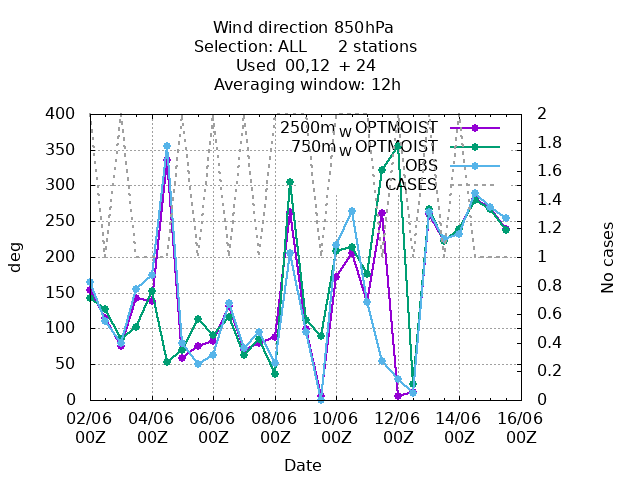 Wind direction 850hPa
Selection: ALL 2 stations
Used 00,12 + 24
Averaging window: 12h
2500m_W OPTMOIST
750m_W OPTMOIST
OBS
CASES
400
350
300
250
200
150
100
50
0
deg
2
1.8
1.6
1.4
1.2
1
0.8
0.6
0.4
0.2
0
No cases
02/06 04/06 06/06 08/06 10/06 12/06 14/06 16/06
00Z 00Z 00Z 00Z 00Z 00Z 00Z 00Z
Date